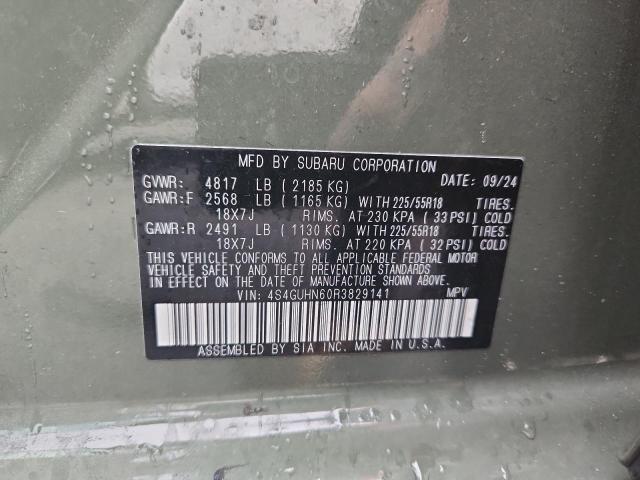 MFD BY SUBARU CORPORATION
GVWR: 4817 LB ( 2185 KG) DATE: 09/24
GAWR:F 2568 LB ( 1165 KG) WITH 225/55R18 TIRES.
18X7J RIMS. AT 230 KPA ( 33 PSI) COLD
GAWR:R 2491 LB ( 1130 KG) WITH 225/55R18 TIRES.
18X7J RIMS. AT 220 KPA ( 32 PSI) COLD
THIS VEHICLE CONFORMS TO ALL APPLICABLE FEDERAL MOTOR
VEHICLE SAFETY AND THEFT PREVENTION STANDARDS
IN EFFECT ON THE DATE OF MANUFACTURE SHOWN ABOVE.
VIN: 4S4GUHN60R3829141 MPV
ASSEMBLED BY SIA INC. MADE IN U.S.A.